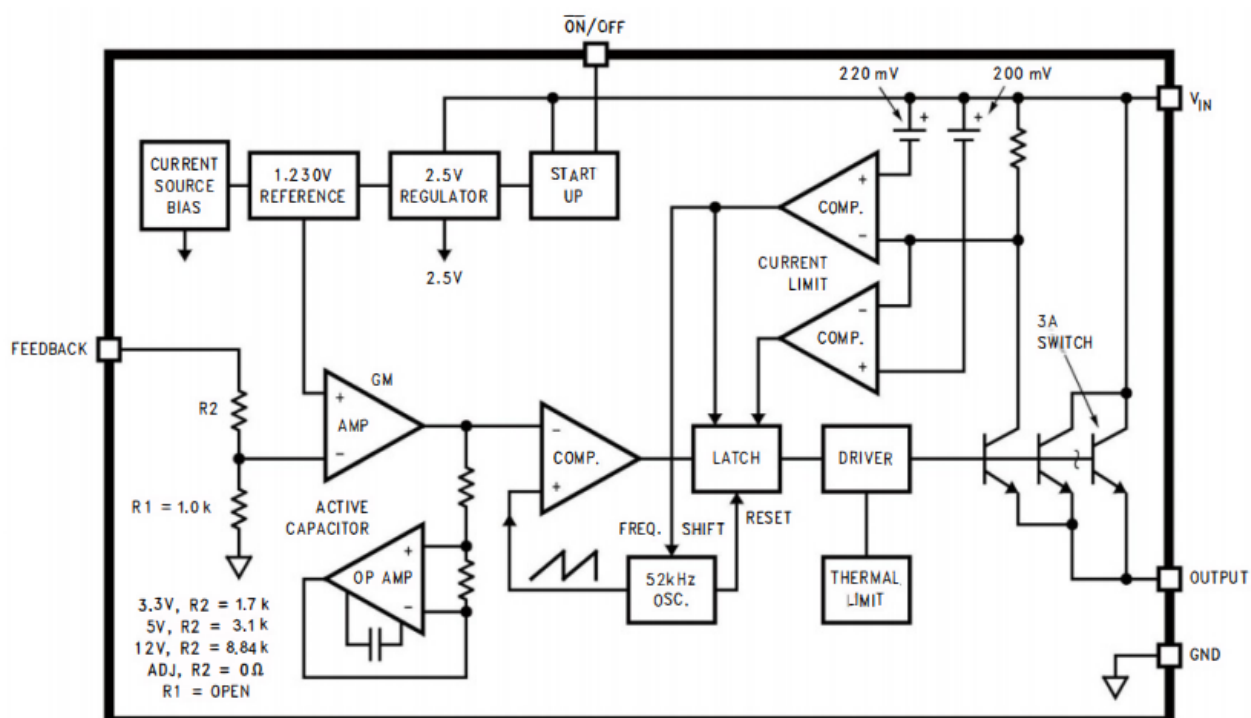 ON/OFF
220 mV
200 mV
VIN
CURRENT
SOURCE
BIAS
1.230V
REFERENCE
2.5V
REGULATOR
START
UP
+
+
+
COMP.
−
CURRENT
LIMIT
2.5V
−
COMP.
+
3A
SWITCH
FEEDBACK
GM
R2
+
AMP
−
−
COMP.
+
LATCH
DRIVER
R1 = 1.0 k
ACTIVE
CAPACITOR
FREQ. SHIFT
RESET
+
OP AMP
−
52kHz
OSC.
THERMAL
LIMIT
OUTPUT
3.3V, R2 = 1.7 k
5V, R2 = 3.1 k
12V, R2 = 8.84 k
ADJ, R2 = 0Ω
R1 = OPEN
GND